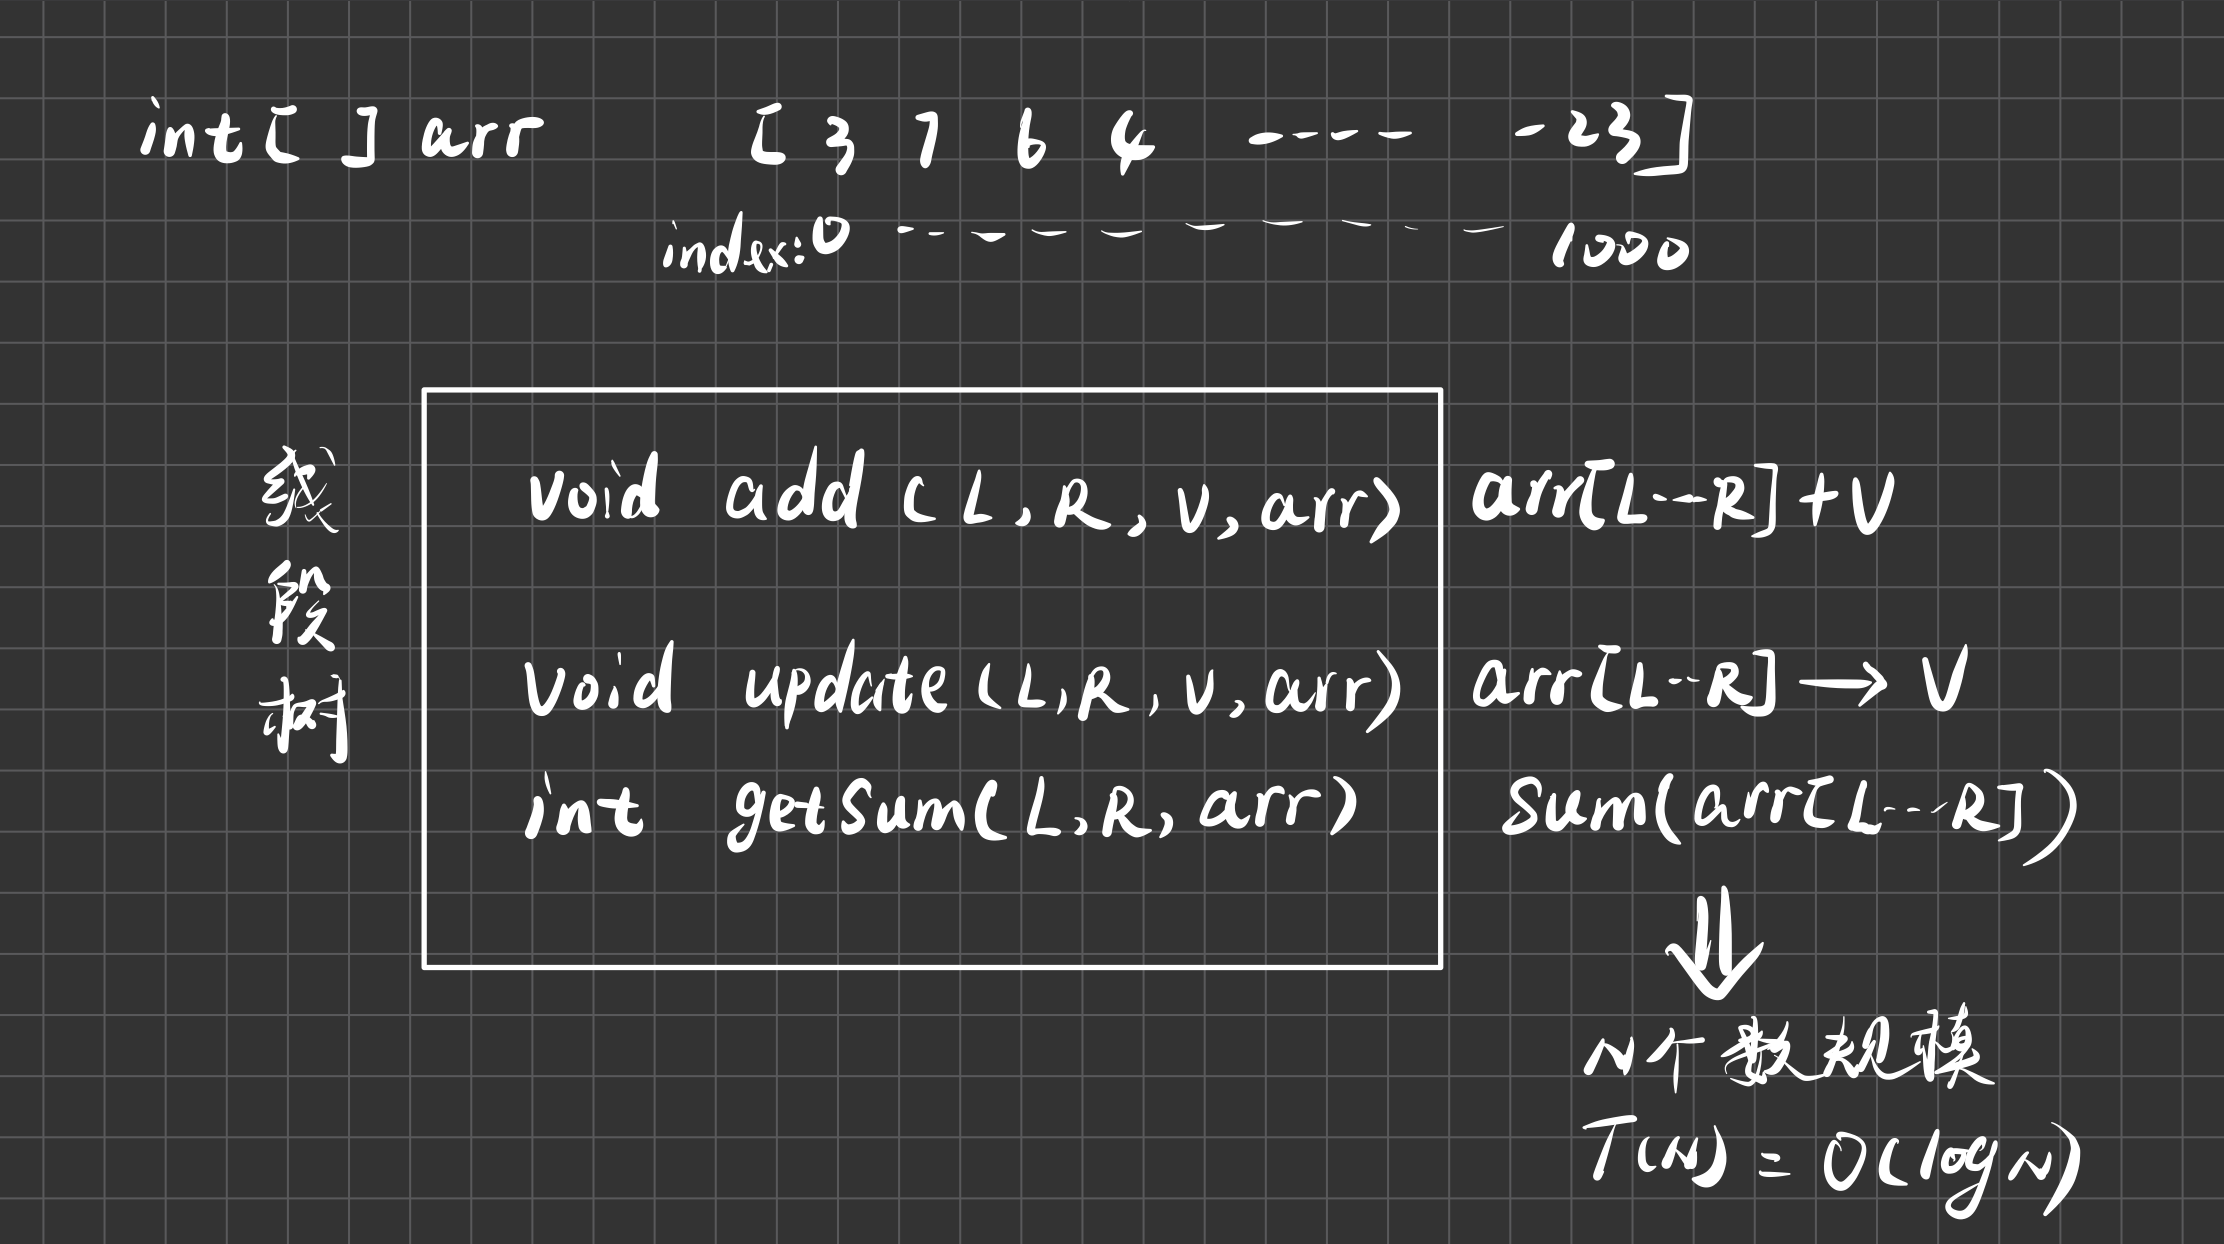 int[ ] arr [ 3 7 6 4 ---- -23]
index:0 ---------- 1000
线段树
void add (L, R, V, arr) arr[L---R]+V
void update (L, R, V, arr) arr[L--R] → V
int getSum(L, R, arr) Sum(arr[L---R])
⇓
N个数规模
T(N) = O(logN)